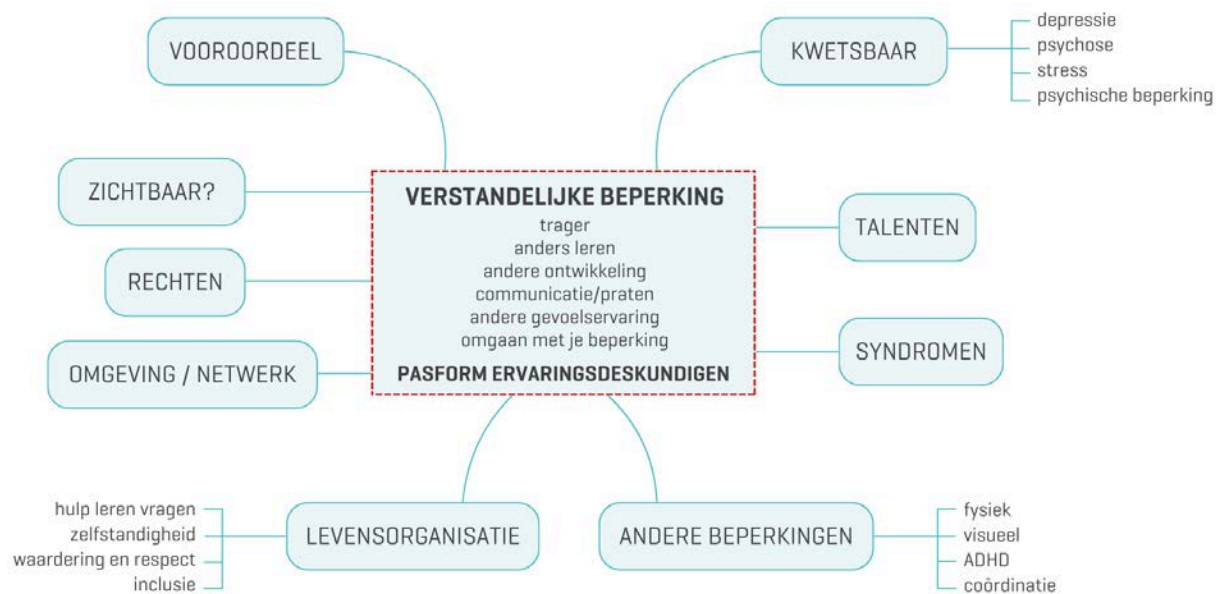 VOOROORDEEL
KWETSBAAR
depressie
psychose
stress
psychische beperking
ZICHTBAAR?
RECHTEN
OMGEVING / NETWERK
VERSTANDELIJKE BEPERKING
trager
anders leren
andere ontwikkeling
communicatie/praten
andere gevoelservaring
omgaan met je beperking
PASFORM ERVARINGSDESKUNDIGEN
TALENTEN
SYNDROMEN
hulp leren vragen
zelfstandigheid
waardering en respect
inclusie
LEVENSORGANISATIE
ANDERE BEPERKINGEN
fysiek
visueel
ADHD
coördinatie